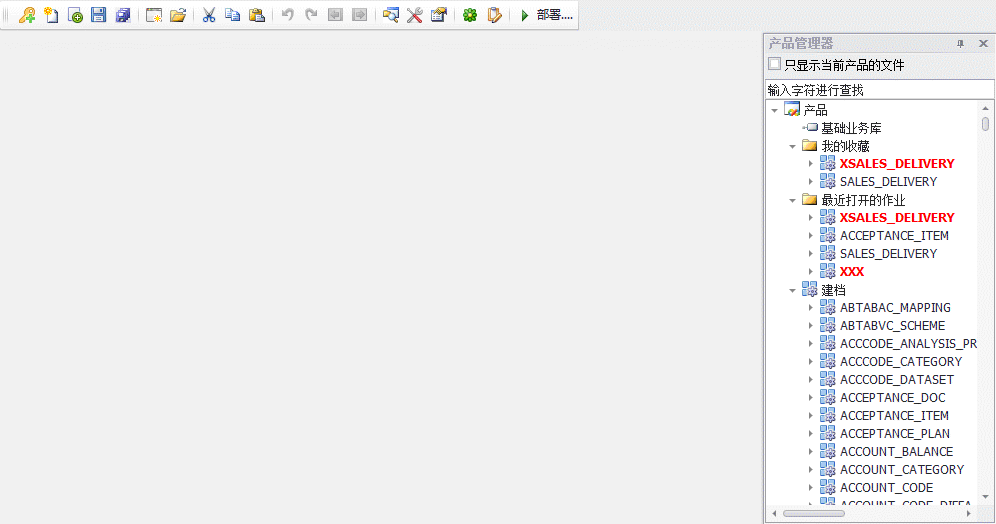 部署....
产品管理器
只显示当前产品的文件
输入字符进行查找
产品
基础业务库
我的收藏
XSALES_DELIVERY
SALES_DELIVERY
最近打开的作业
XSALES_DELIVERY
ACCEPTANCE_ITEM
SALES_DELIVERY
XXX
建档
ABTABAC_MAPPING
ABTABVC_SCHEME
ACCCODE_ANALYSIS_PR
ACCCODE_CATEGORY
ACCCODE_DATASET
ACCEPTANCE_DOC
ACCEPTANCE_ITEM
ACCEPTANCE_PLAN
ACCOUNT_BALANCE
ACCOUNT_CATEGORY
ACCOUNT_CODE